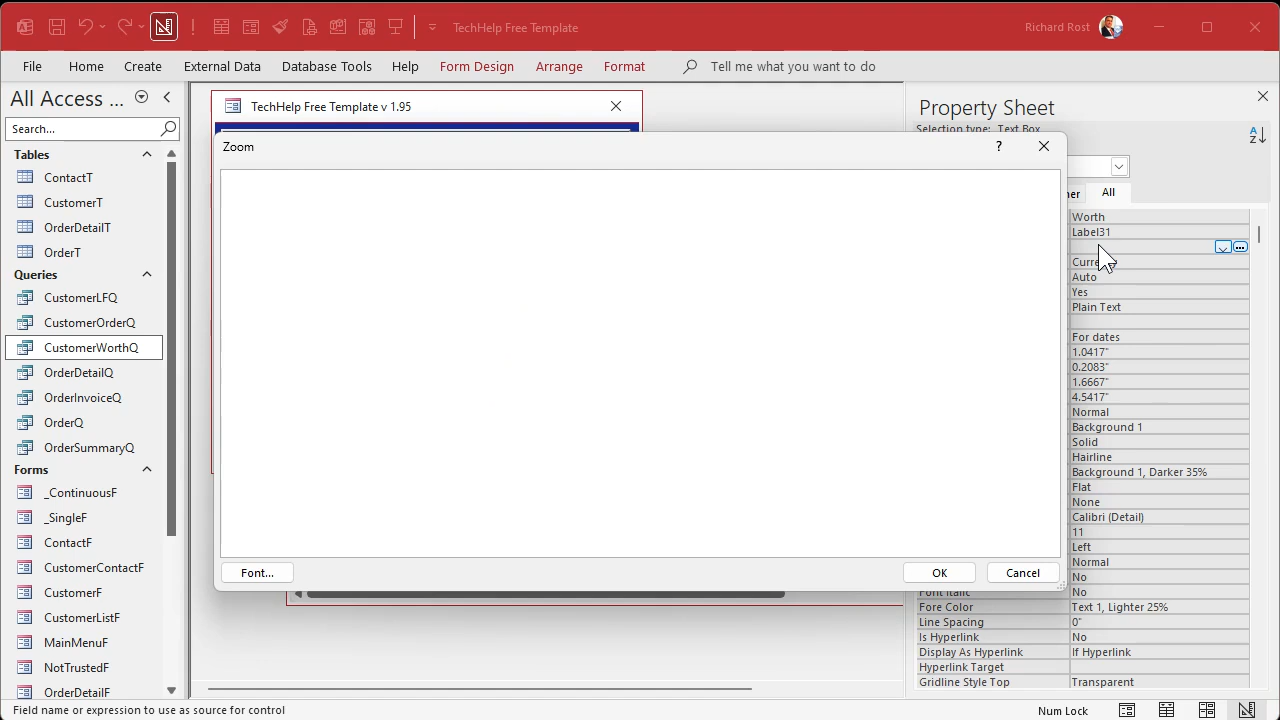 TechHelp Free Template
Richard Rost
File
Home
Create
External Data
Database Tools
Help
Form Design
Arrange
Format
Tell me what you want to do
All Access ...
Search...
Tables
ContactT
CustomerT
OrderDetailT
OrderT
Queries
CustomerLFQ
CustomerOrderQ
CustomerWorthQ
OrderDetailQ
OrderInvoiceQ
OrderQ
OrderSummaryQ
Forms
_ContinuousF
_SingleF
ContactF
CustomerContactF
CustomerF
CustomerListF
MainMenuF
NotTrustedF
OrderDetailF
TechHelp Free Template v 1.95
Zoom
?
Font...
OK
Cancel
Property Sheet
Selection type: Text Box
All
Worth
Label31
Auto
Yes
Plain Text
For dates
1.0417"
0.2083"
1.6667"
4.5417"
Normal
Background 1
Solid
Hairline
Background 1, Darker 35%
Flat
None
Calibri (Detail)
11
Left
Normal
No
Font Italic No
Fore Color Text 1, Lighter 25%
Line Spacing 0"
Is Hyperlink No
Display As Hyperlink If Hyperlink
Hyperlink Target
Gridline Style Top Transparent
Field name or expression to use as source for control
Num Lock